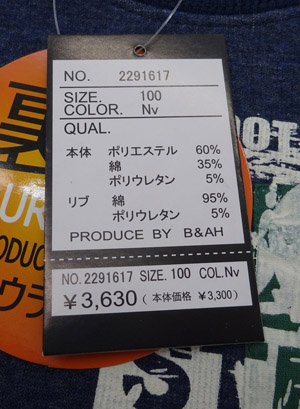 NO. 2291617
SIZE. 100
COLOR. Nv
QUAL.
本体 ポリエステル 60%
綿 35%
ポリウレタン 5%
リブ 綿 95%
ポリウレタン 5%
PRODUCE BY B&AH
NO.2291617 SIZE.100 COL.Nv
¥3,630 (本体価格 ¥3,300)